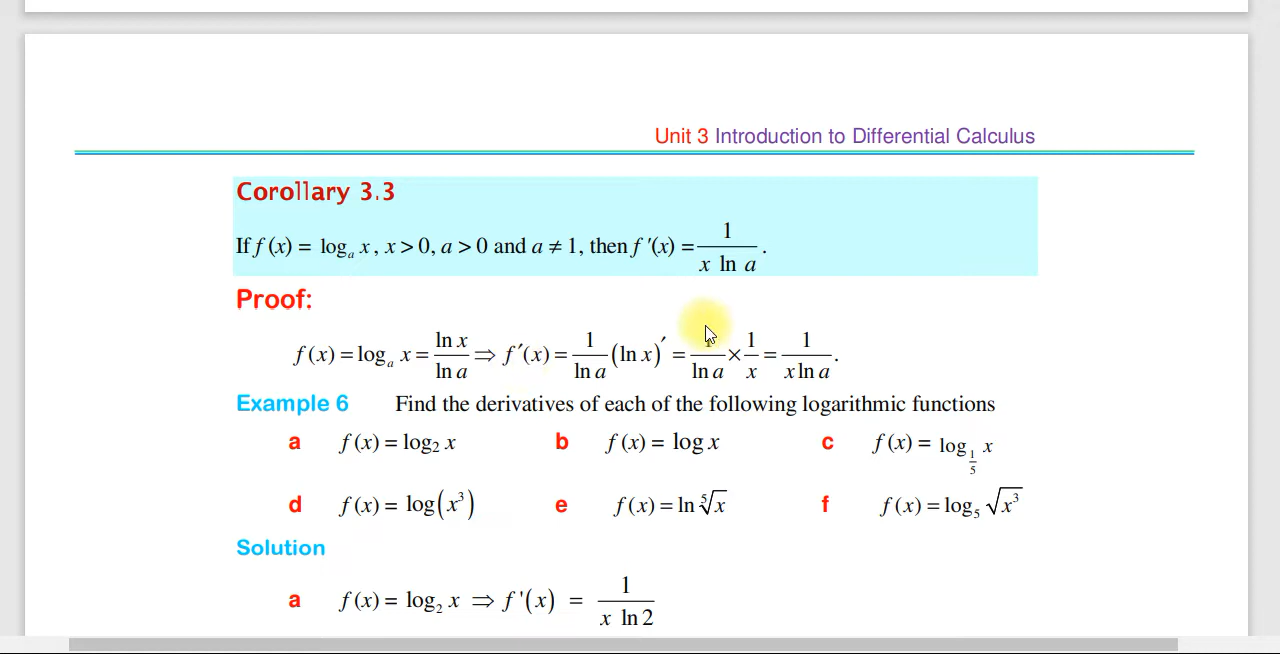 Unit 3 Introduction to Differential Calculus
Corollary 3.3
If f (x) = logₐ x , x > 0, a > 0 and a ≠ 1, then f '(x) = 1 / (x ln a) .
Proof:
f (x) = logₐ x = ln x / ln a ⇒ f ′(x) = 1 / ln a (ln x)′ = 1 / ln a × 1 / x = 1 / (x ln a) .
Example 6 Find the derivatives of each of the following logarithmic functions
a f (x) = log₂ x b f (x) = log x c f (x) = log_(1/5) x
d f (x) = log(x³) e f (x) = ln ⁵√x f f (x) = log₅ √x³
Solution
a f (x) = log₂ x ⇒ f '(x) = 1 / (x ln 2)